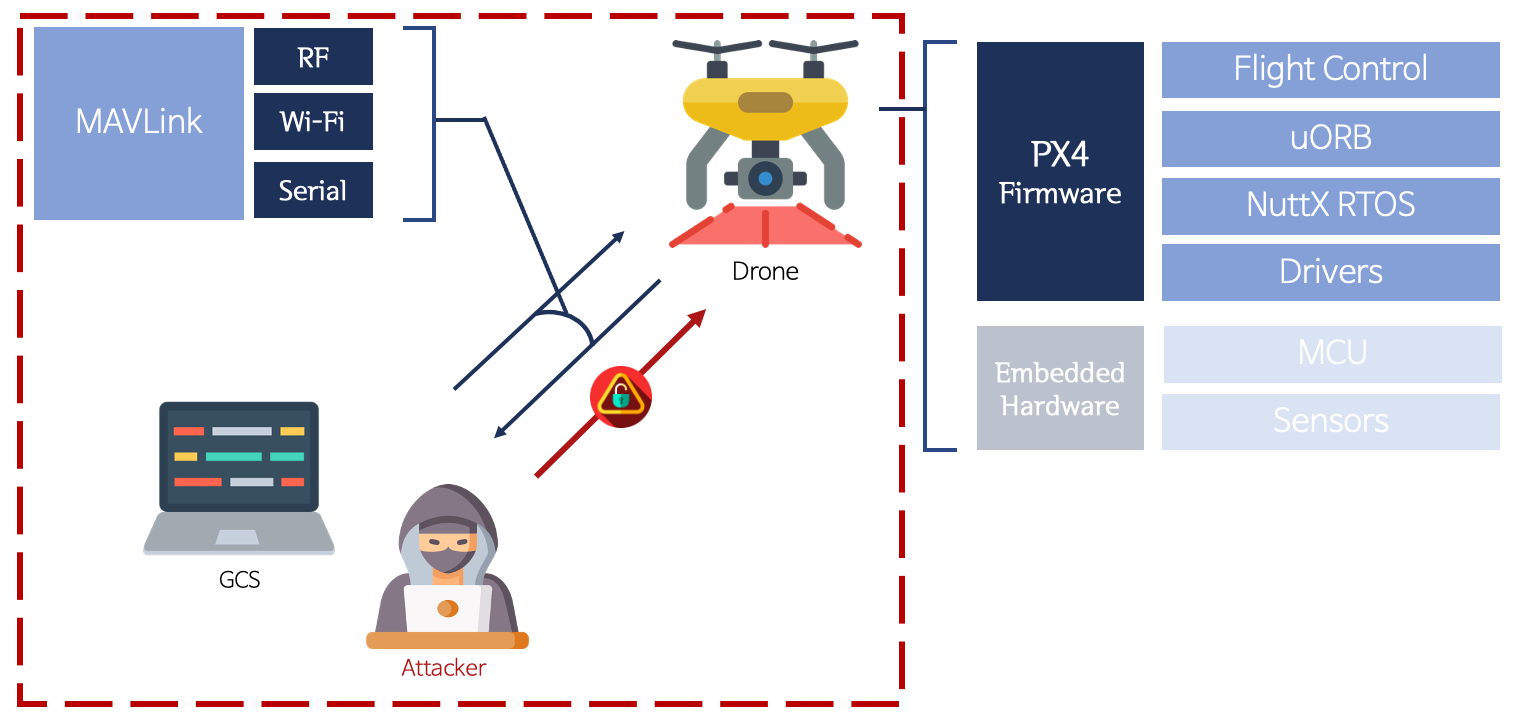 MAVLink
RF
Wi-Fi
Serial
Drone
GCS
Attacker
PX4
Firmware
Flight Control
uORB
NuttX RTOS
Drivers
Embedded
Hardware
MCU
Sensors